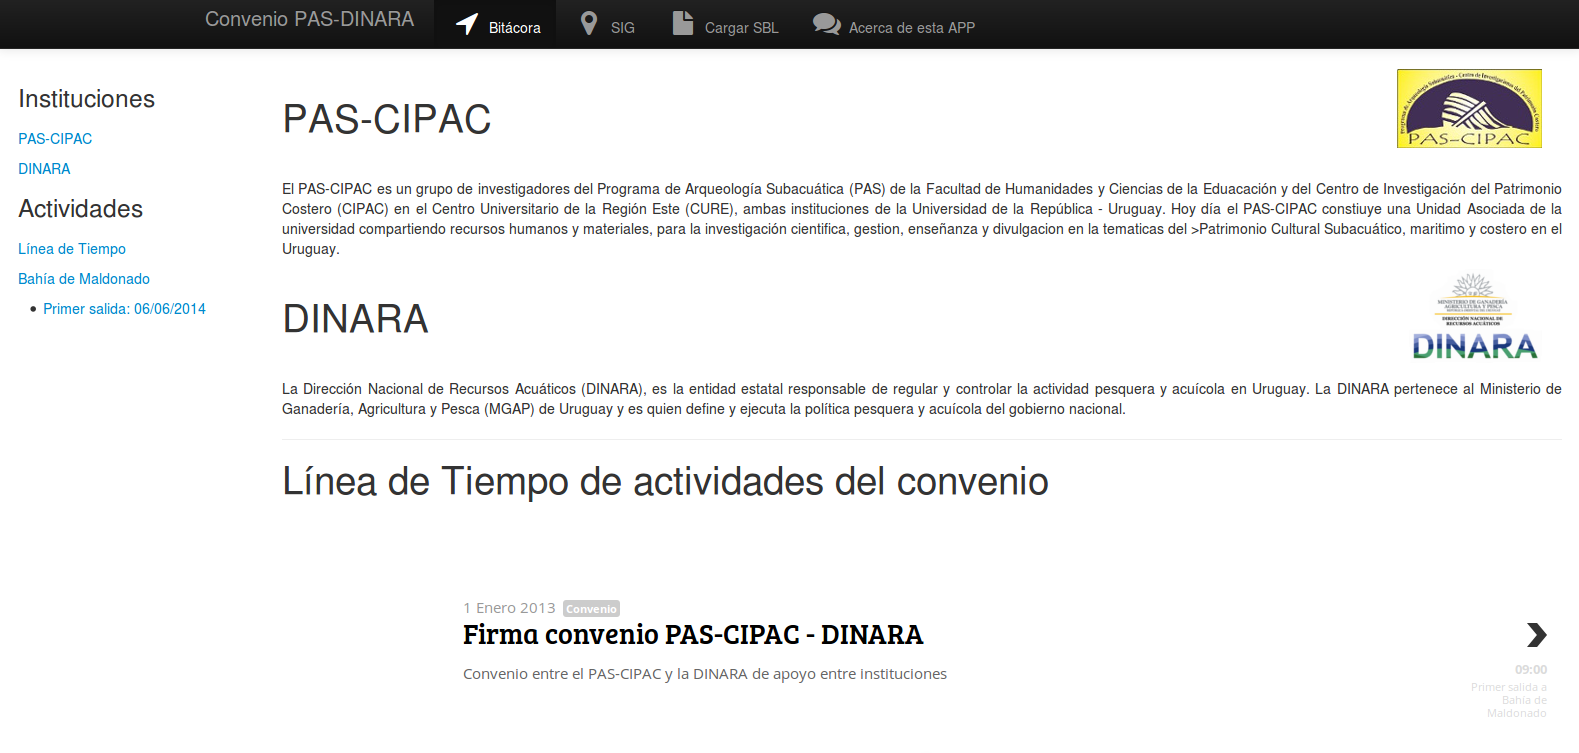 Convenio PAS-DINARA
Bitácora
SIG
Cargar SBL
Acerca de esta APP
Instituciones
PAS-CIPAC
DINARA
Actividades
Línea de Tiempo
Bahía de Maldonado
Primer salida: 06/06/2014
PAS-CIPAC
PAS-CIPAC
El PAS-CIPAC es un grupo de investigadores del Programa de Arqueología Subacuática (PAS) de la Facultad de Humanidades y Ciencias de la Eduacación y del Centro de Investigación del Patrimonio
Costero (CIPAC) en el Centro Universitario de la Región Este (CURE), ambas instituciones de la Universidad de la República - Uruguay. Hoy día el PAS-CIPAC constiuye una Unidad Asociada de la
universidad compartiendo recursos humanos y materiales, para la investigación cientifica, gestion, enseñanza y divulgacion en la tematicas del >Patrimonio Cultural Subacuático, maritimo y costero en el
Uruguay.
DINARA
MINISTERIO DE GANADERÍA
AGRICULTURA Y PESCA
DIRECCIÓN NACIONAL DE
RECURSOS ACUÁTICOS
DINARA
La Dirección Nacional de Recursos Acuáticos (DINARA), es la entidad estatal responsable de regular y controlar la actividad pesquera y acuícola en Uruguay. La DINARA pertenece al Ministerio de
Ganadería, Agricultura y Pesca (MGAP) de Uruguay y es quien define y ejecuta la política pesquera y acuícola del gobierno nacional.
Línea de Tiempo de actividades del convenio
1 Enero 2013 Convenio
Firma convenio PAS-CIPAC - DINARA
Convenio entre el PAS-CIPAC y la DINARA de apoyo entre instituciones
09:00
Primer salida a
Bahía de
Maldonado